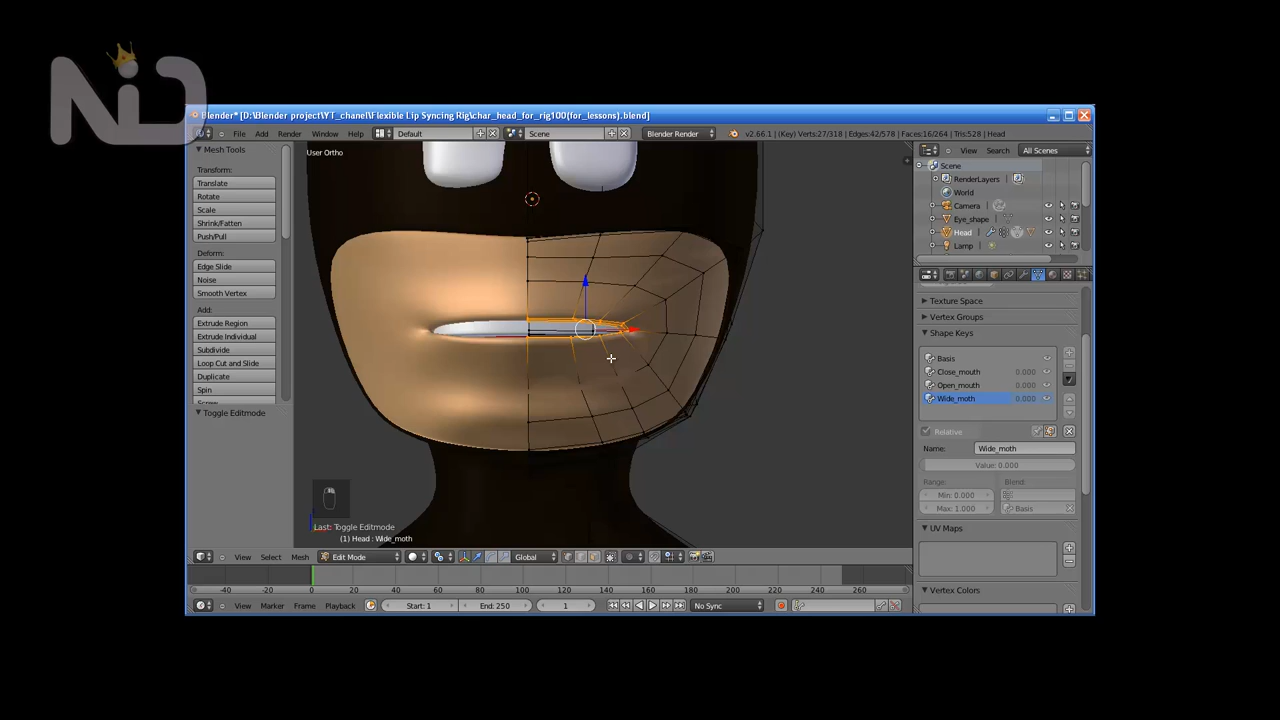 NiD
Blender* [D:\Blender project\YT_chanel\Flexible Lip Syncing Rig\char_head_for_rig100(for_lessons).blend]
File Add Render Window Help Default Scene Blender Render v2.66.1 | (Key) Verts:27/318 | Edges:42/578 | Faces:16/264 | Tris:528 | Head
Mesh Tools
Transform:
Translate
Rotate
Scale
Shrink/Fatten
Push/Pull
Deform:
Edge Slide
Noise
Smooth Vertex
Add:
Extrude Region
Extrude Individual
Subdivide
Loop Cut and Slide
Duplicate
Spin
Toggle Editmode
User Ortho
Last: Toggle Editmode
(1) Head : Wide_moth
View Select Mesh Edit Mode Global
View Search All Scenes
Scene
RenderLayers
World
Camera
Eye_shape
Head
Lamp
Texture Space
Vertex Groups
Shape Keys
Basis
Close_mouth 0.000
Open_mouth 0.000
Wide_moth 0.000
Relative
Name: Wide_moth
Value: 0.000
Range: Blend:
Min: 0.000
Max: 1.000 Basis
UV Maps
Vertex Colors
-40 -20 0 20 40 60 80 100 120 140 160 180 200 220 240 260
View Marker Frame Playback Start: 1 End: 250 1 No Sync